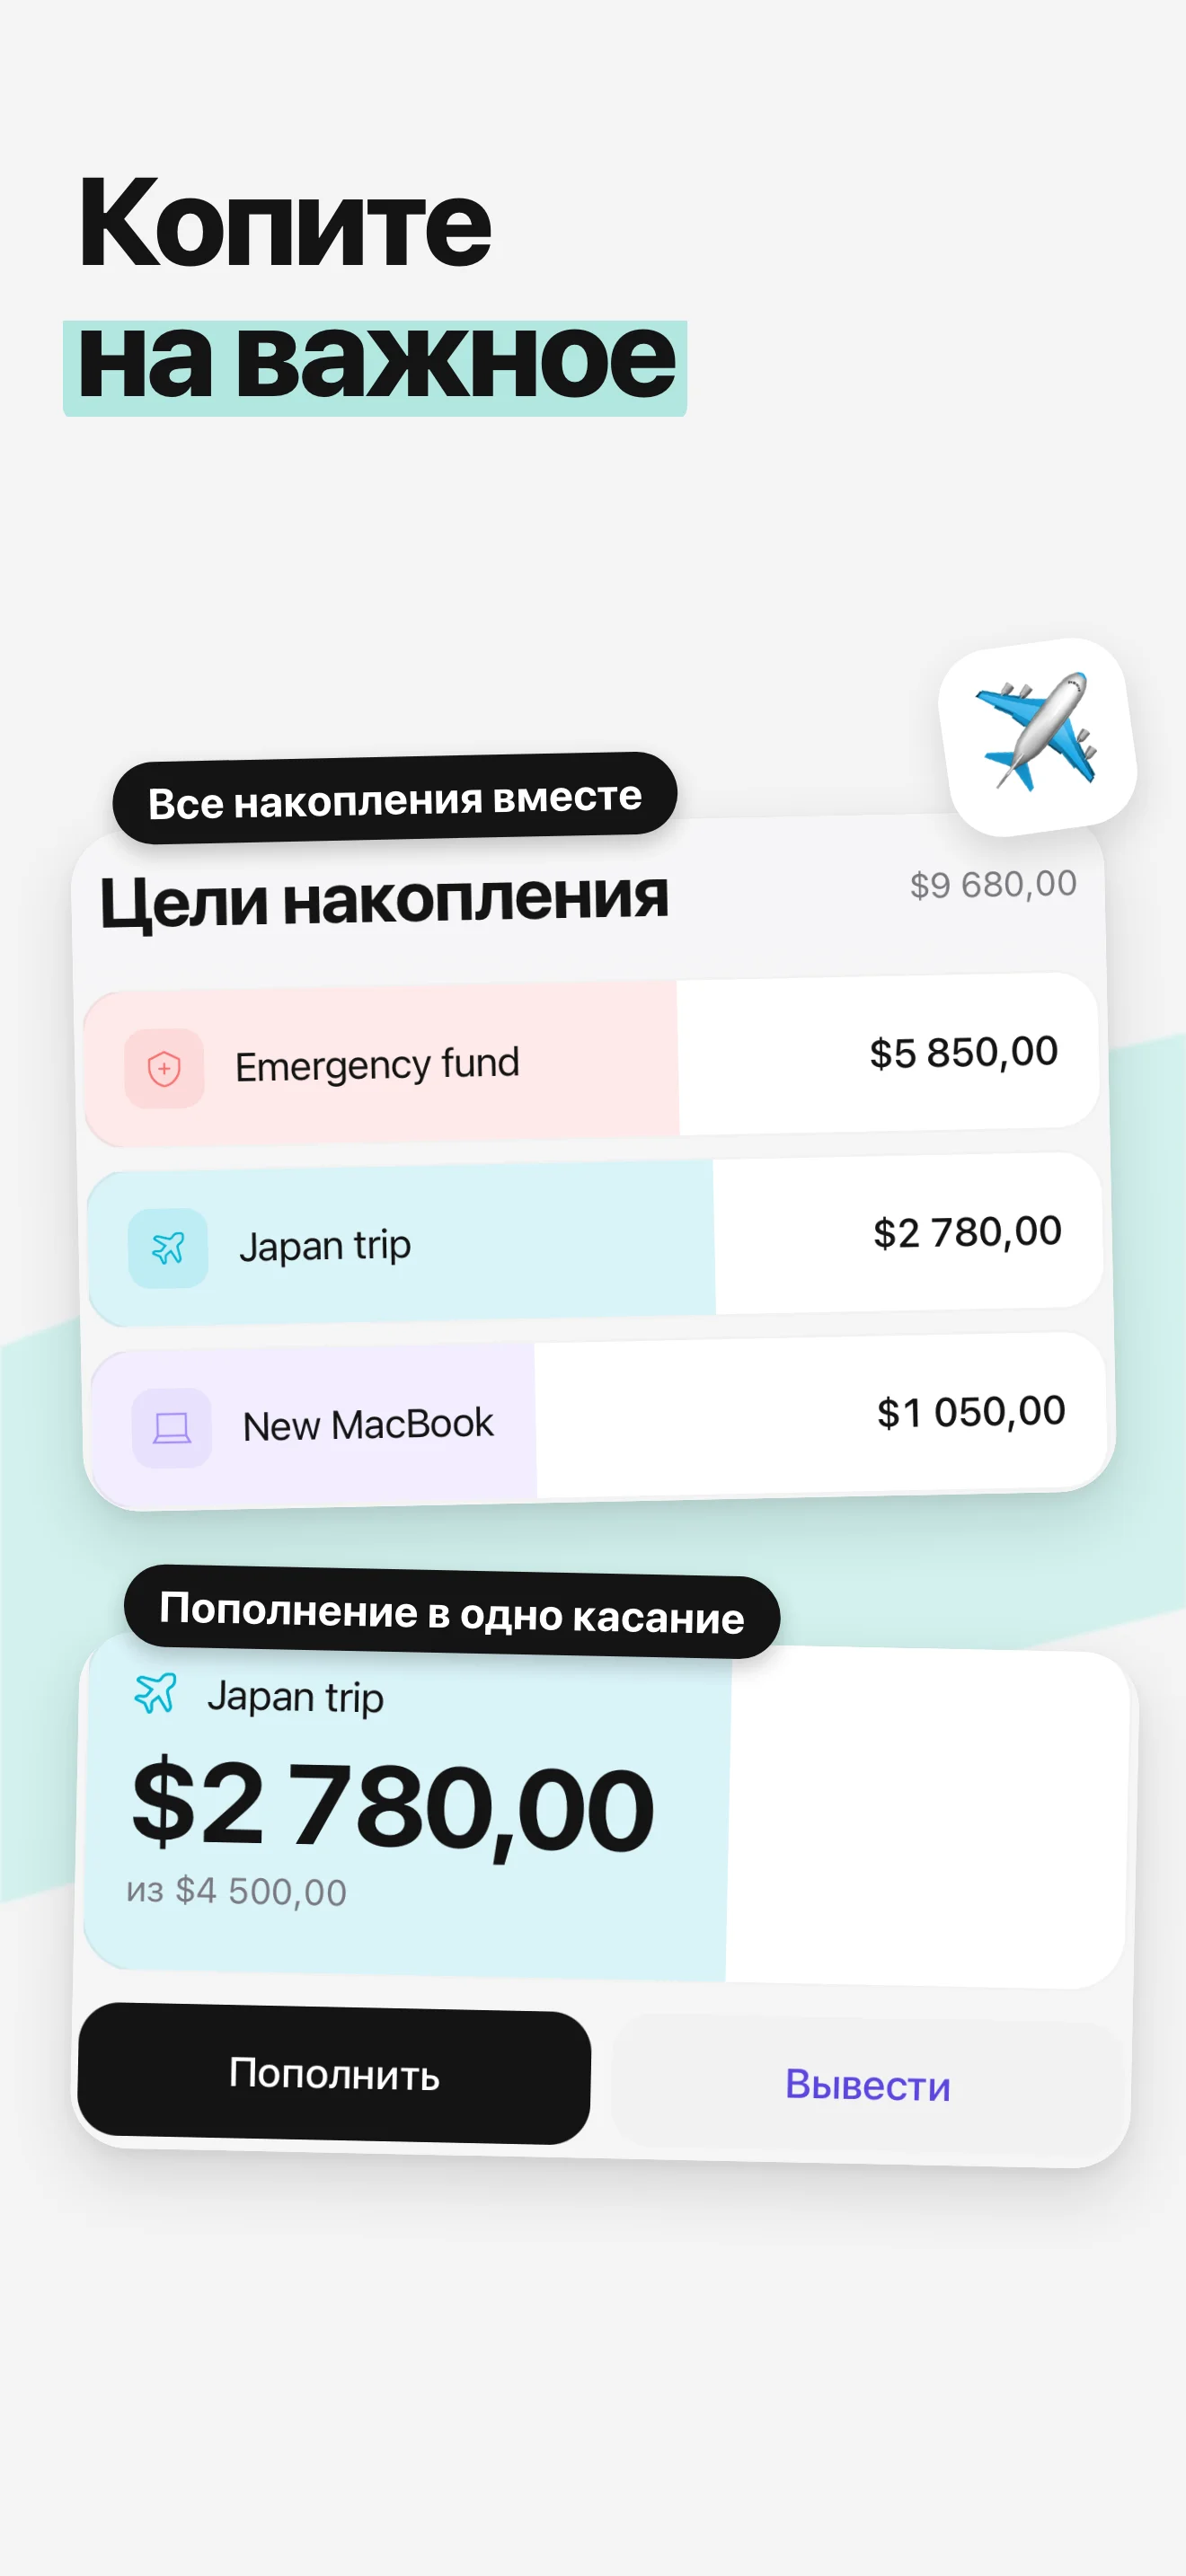 Копите
на важное
Все накопления вместе
Цели накопления
$9 680,00
Emergency fund
$5 850,00
Japan trip
$2 780,00
New MacBook
$1 050,00
Пополнение в одно касание
Japan trip
$2 780,00
из $4 500,00
Пополнить
Вывести